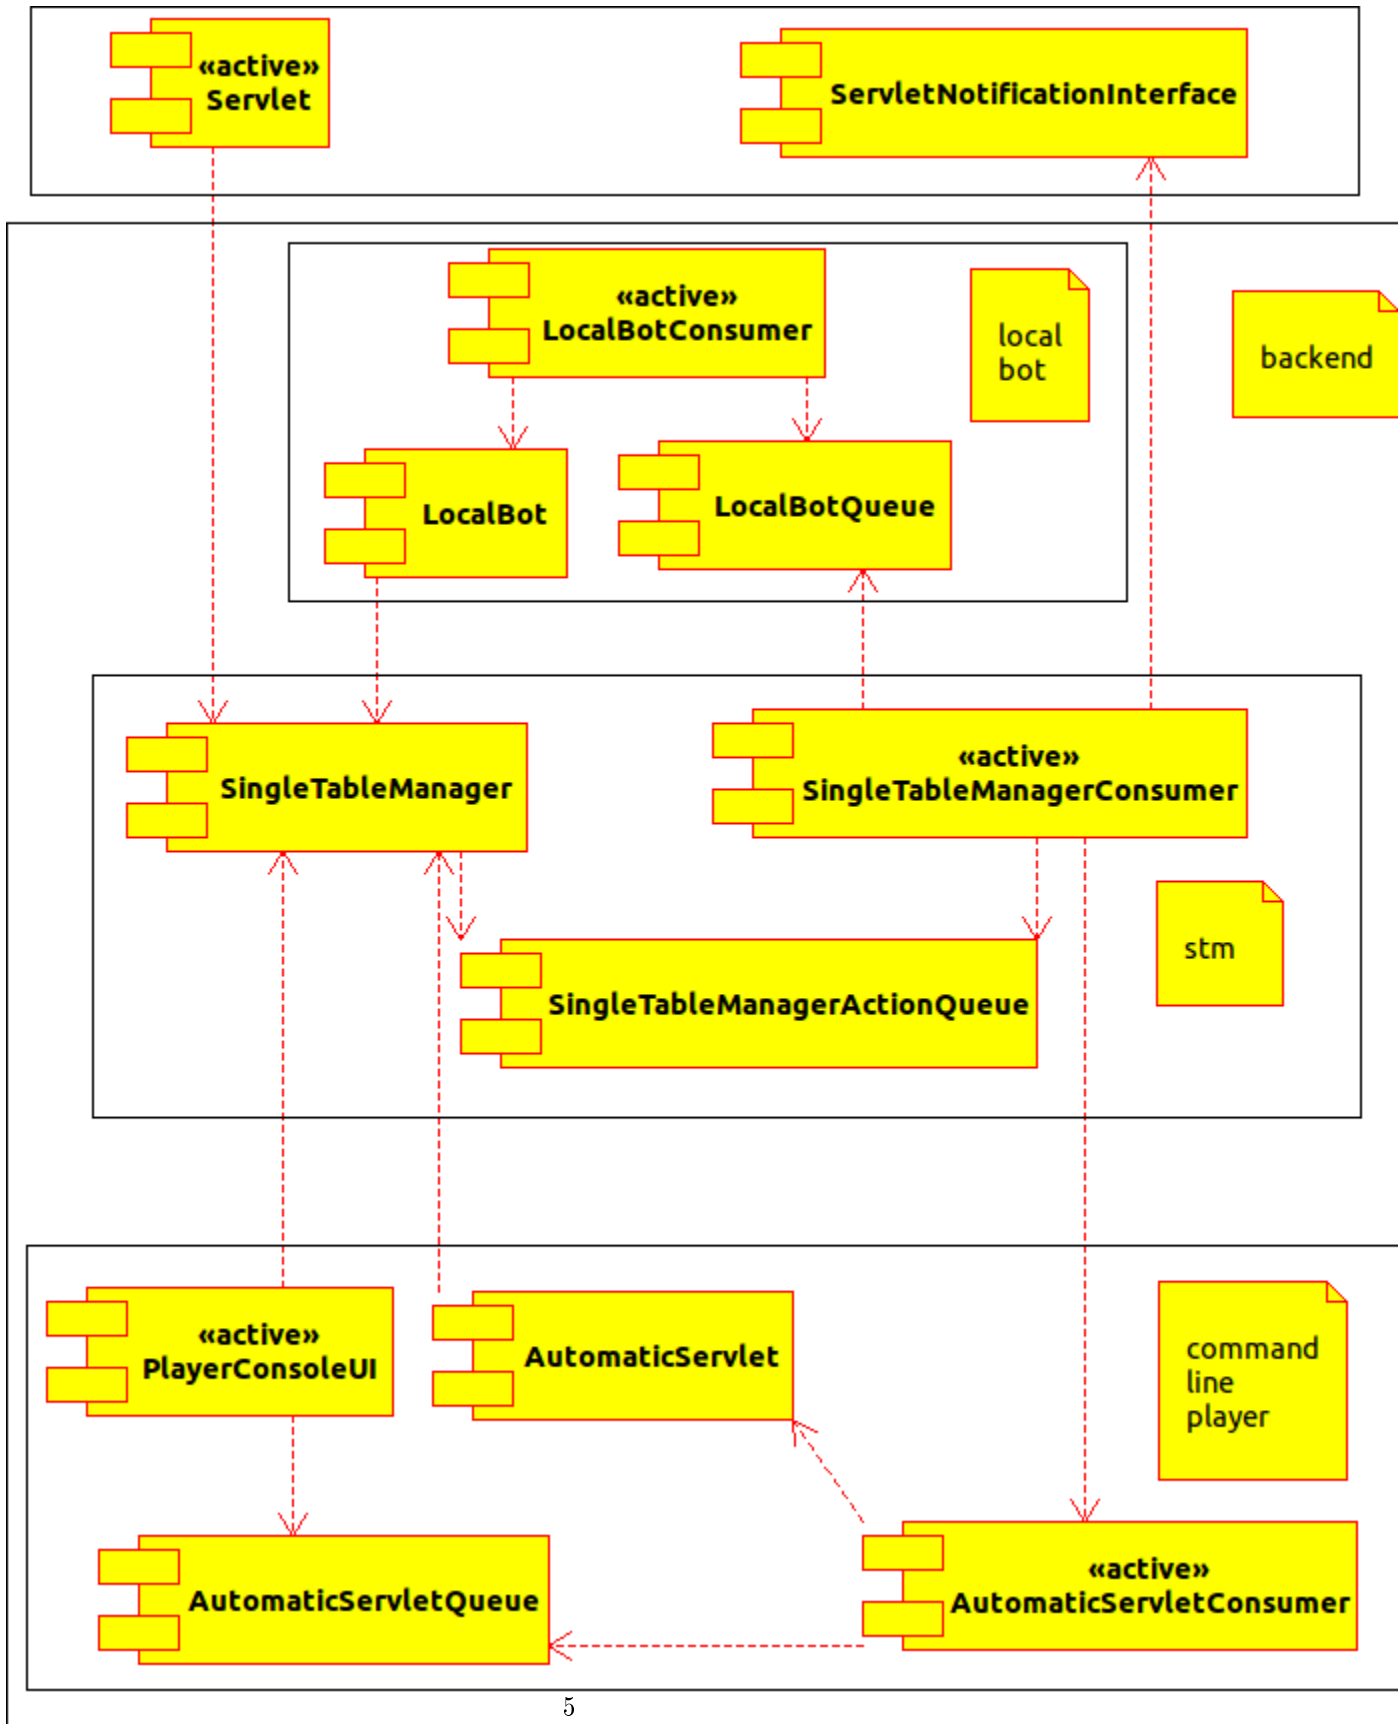 «active»
Servlet
ServletNotificationInterface
«active»
LocalBotConsumer
local
bot
backend
LocalBot
LocalBotQueue
SingleTableManager
«active»
SingleTableManagerConsumer
stm
SingleTableManagerActionQueue
«active»
PlayerConsoleUI
AutomaticServlet
command
line
player
AutomaticServletQueue
«active»
AutomaticServletConsumer
5